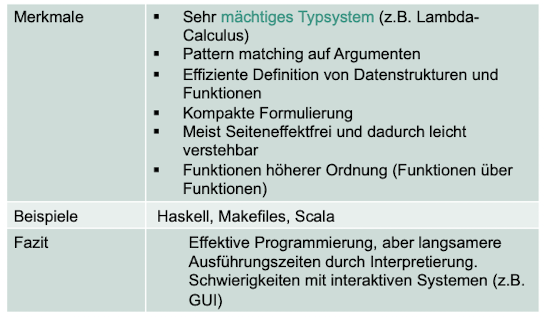 Merkmale
▪ Sehr mächtiges Typsystem (z.B. Lambda-
Calculus)
▪ Pattern matching auf Argumenten
▪ Effiziente Definition von Datenstrukturen und
Funktionen
▪ Kompakte Formulierung
▪ Meist Seiteneffektfrei und dadurch leicht
verstehbar
▪ Funktionen höherer Ordnung (Funktionen über
Funktionen)
Beispiele
Haskell, Makefiles, Scala
Fazit
Effektive Programmierung, aber langsamere
Ausführungszeiten durch Interpretierung.
Schwierigkeiten mit interaktiven Systemen (z.B.
GUI)